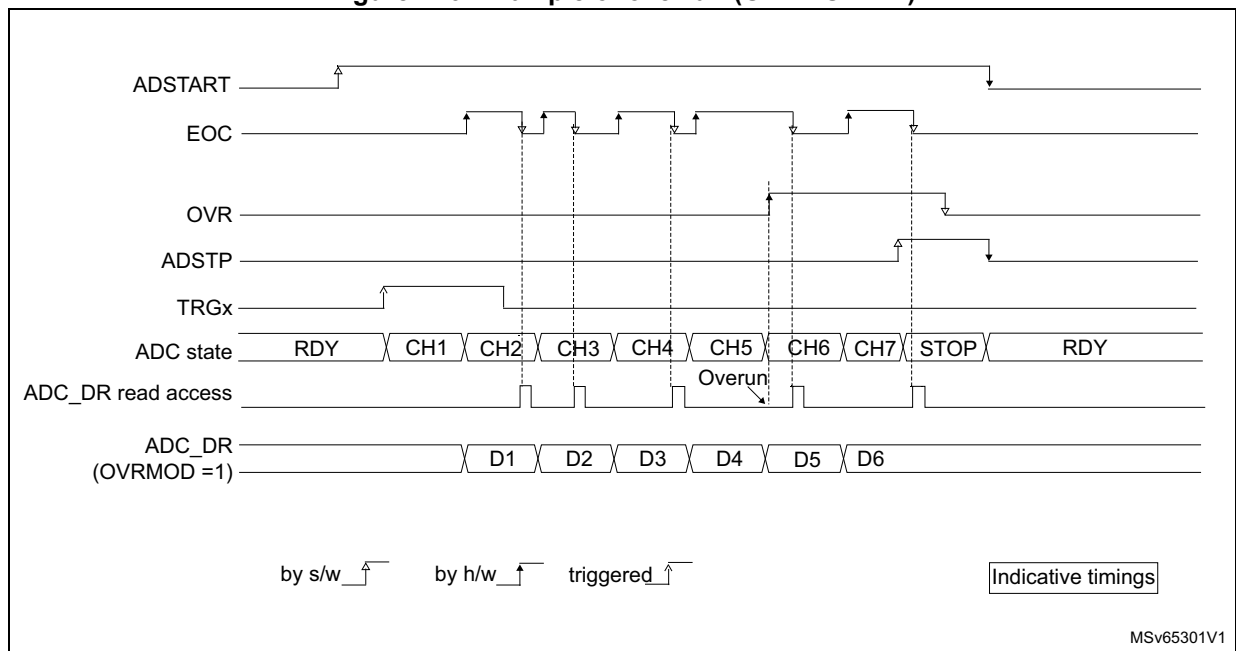 ADSTART
EOC
OVR
ADSTP
TRGx
ADC state RDY CH1 CH2 CH3 CH4 CH5 CH6 CH7 STOP RDY
Overun
ADC_DR read access
ADC_DR
(OVRMOD =1)
D1 D2 D3 D4 D5 D6
by s/w by h/w triggered Indicative timings
MSv65301V1